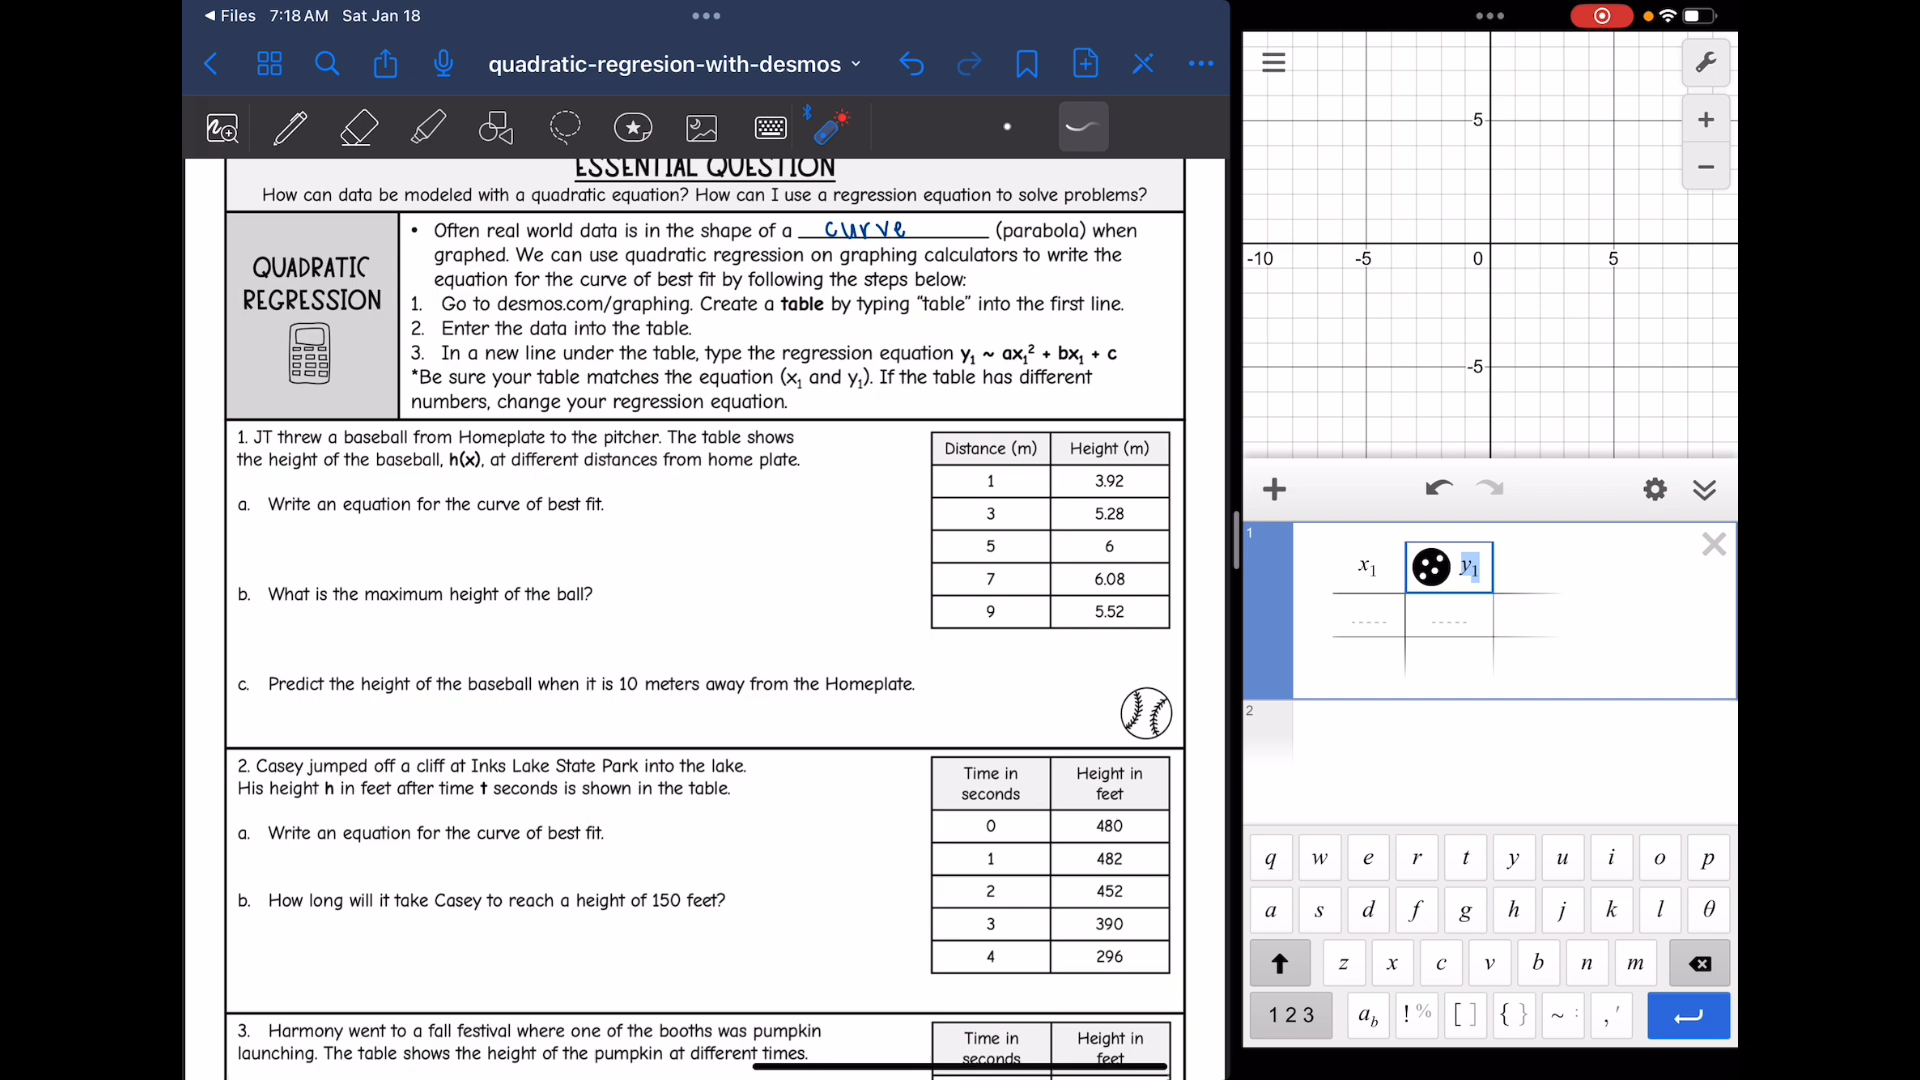 Files 7:18 AM Sat Jan 18
quadratic-regresion-with-desmos
ESSENTIAL QUESTION
How can data be modeled with a quadratic equation? How can I use a regression equation to solve problems?
QUADRATIC
REGRESSION
• Often real world data is in the shape of a curve (parabola) when
graphed. We can use quadratic regression on graphing calculators to write the
equation for the curve of best fit by following the steps below:
1. Go to desmos.com/graphing. Create a table by typing "table" into the first line.
2. Enter the data into the table.
3. In a new line under the table, type the regression equation y₁ ~ ax₁² + bx₁ + c
*Be sure your table matches the equation (x₁ and y₁). If the table has different
numbers, change your regression equation.
1. JT threw a baseball from Homeplate to the pitcher. The table shows
the height of the baseball, h(x), at different distances from home plate.
a. Write an equation for the curve of best fit.
b. What is the maximum height of the ball?
c. Predict the height of the baseball when it is 10 meters away from the Homeplate.
Distance (m) Height (m)
1 3.92
3 5.28
5 6
7 6.08
9 5.52
2. Casey jumped off a cliff at Inks Lake State Park into the lake.
His height h in feet after time t seconds is shown in the table.
a. Write an equation for the curve of best fit.
b. How long will it take Casey to reach a height of 150 feet?
Time in Height in
seconds feet
0 480
1 482
2 452
3 390
4 296
3. Harmony went to a fall festival where one of the booths was pumpkin
launching. The table shows the height of the pumpkin at different times.
Time in Height in
seconds feet
5
-10 -5 0 5
-5
1
x₁ y₁
2
q w e r t y u i o p
a s d f g h j k l θ
z x c v b n m
1 2 3 a_b ! % [ ] { } ~ : , '